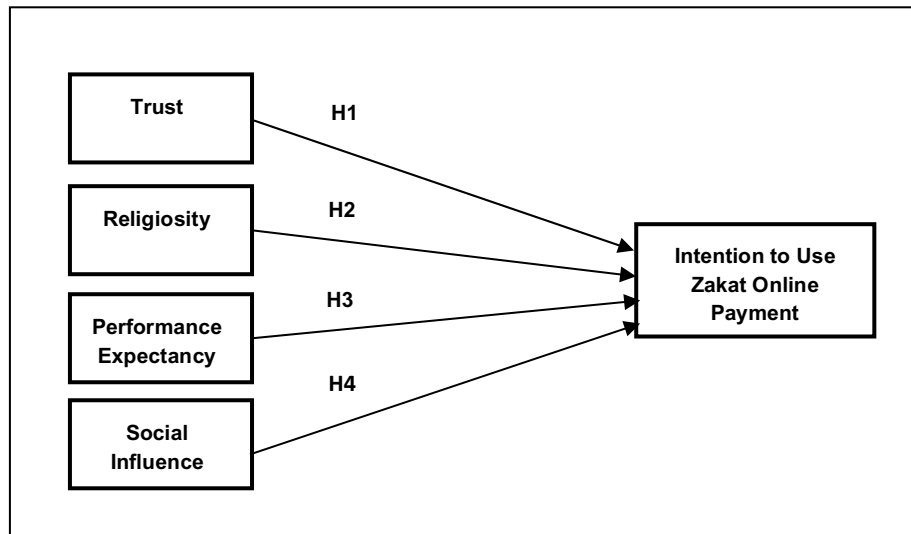 Trust
H1
Religiosity
H2
Performance
Expectancy
H3
Social
Influence
H4
Intention to Use
Zakat Online
Payment